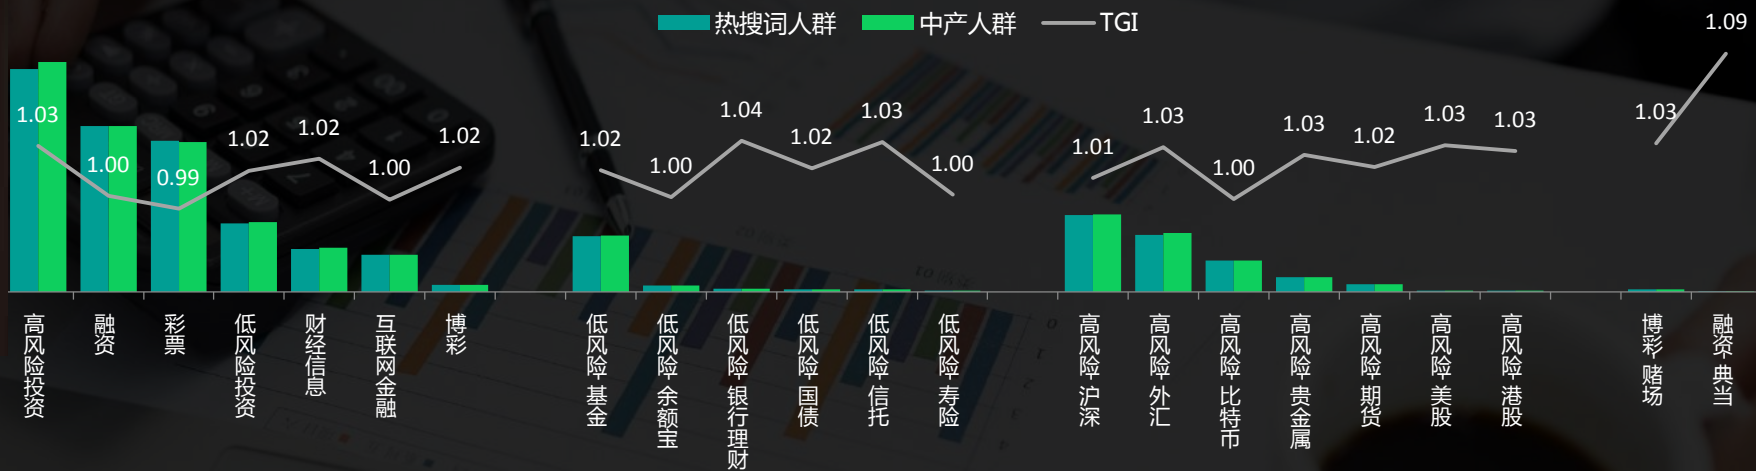 热搜词人群 中产人群 TGI
1.03
1.00
0.99
1.02
1.02
1.00
1.02
1.02
1.00
1.04
1.02
1.03
1.00
1.01
1.03
1.00
1.03
1.02
1.03
1.03
1.03
1.09
高风险投资
融资
彩票
低风险投资
财经信息
互联网金融
博彩
低风险-基金
低风险-余额宝
低风险-银行理财
低风险-国债
低风险-信托
低风险-寿险
高风险-沪深
高风险-外汇
高风险-比特币
高风险-贵金属
高风险-期货
高风险-美股
高风险-港股
博彩-赌场
融资-典当